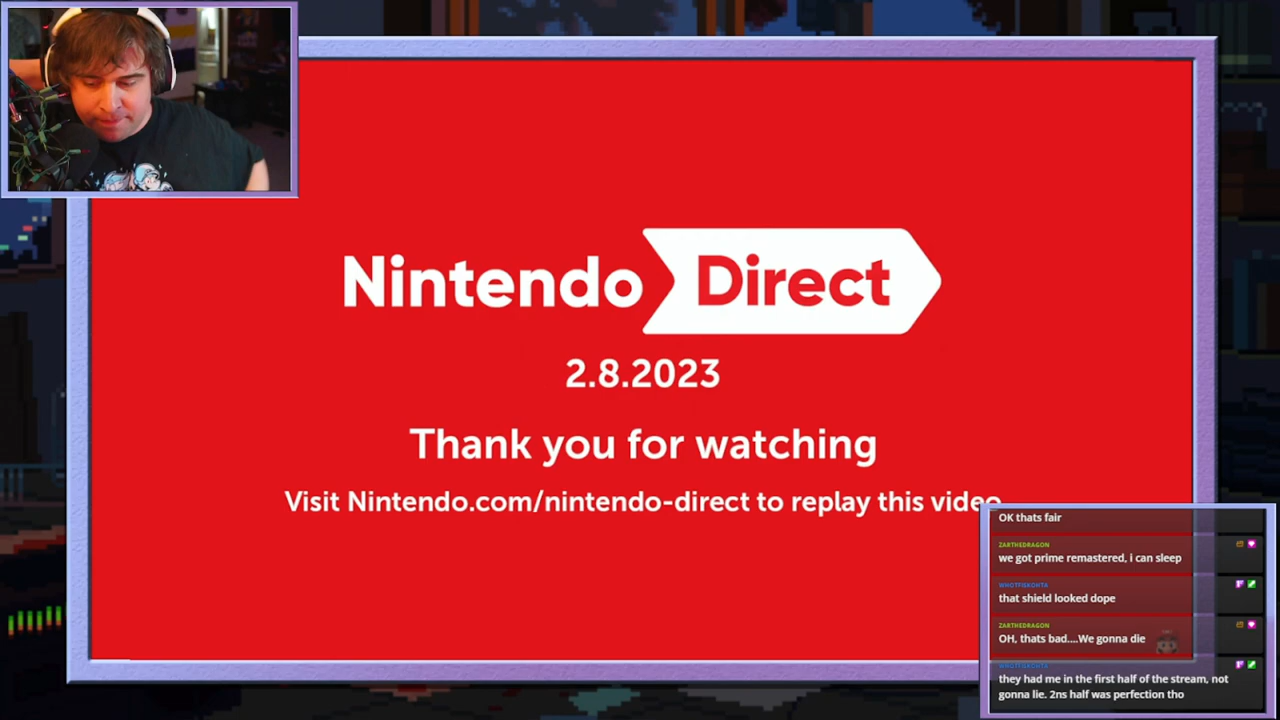 Nintendo Direct
2.8.2023
Thank you for watching
Visit Nintendo.com/nintendo-direct to replay this video
OK thats fair
ZARTHEDRAGON
we got prime remastered, i can sleep
that shield looked dope
ZARTHEDRAGON
OH, thats bad....We gonna die
they had me in the first half of the stream, not
gonna lie. 2ns half was perfection tho